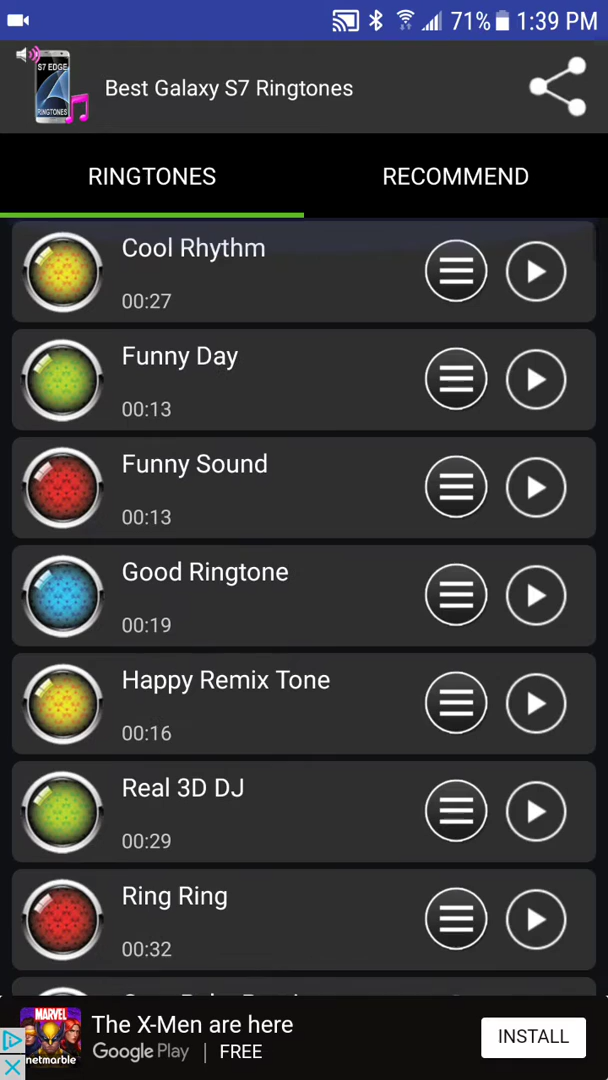 71% 1:39 PM
S7 EDGE
RINGTONES
Best Galaxy S7 Ringtones
RINGTONES RECOMMEND
Cool Rhythm
00:27
Funny Day
00:13
Funny Sound
00:13
Good Ringtone
00:19
Happy Remix Tone
00:16
Real 3D DJ
00:29
Ring Ring
00:32
MARVEL
netmarble
The X-Men are here
Google Play | FREE
INSTALL